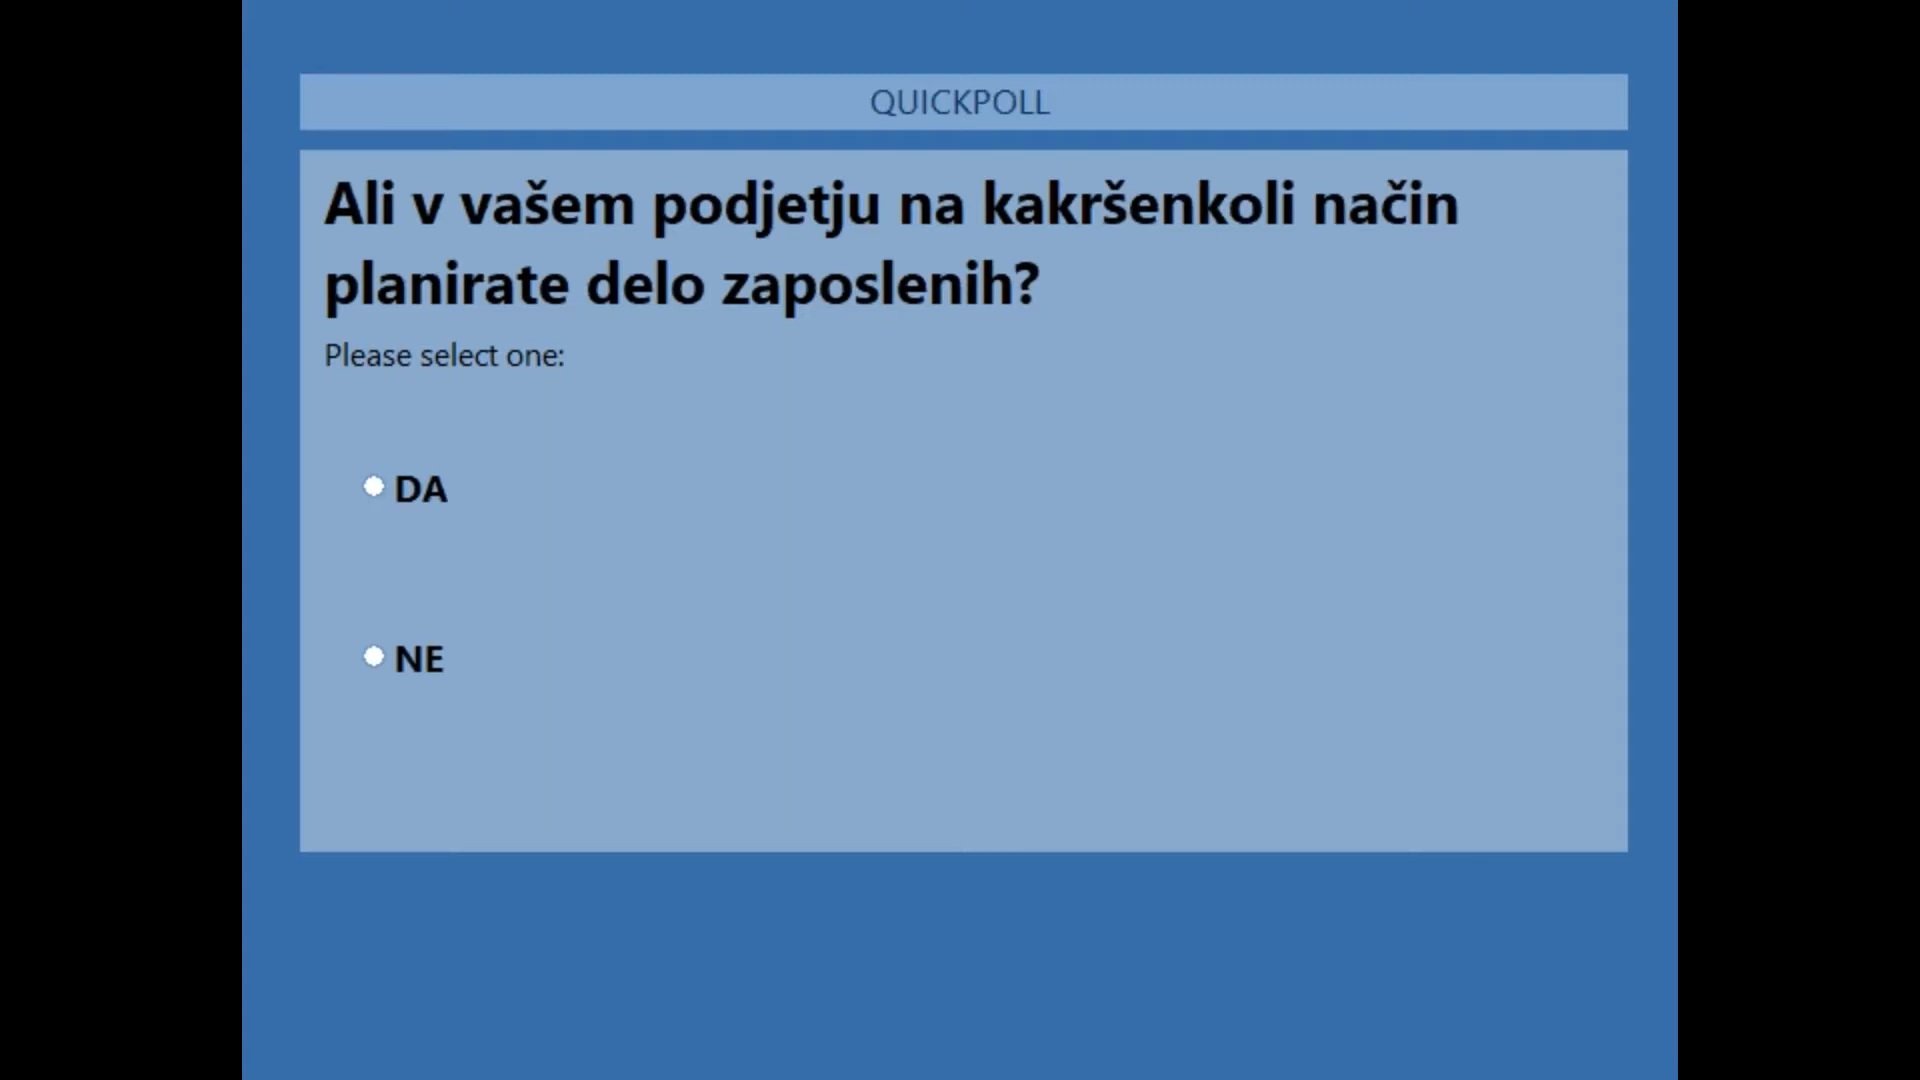 QUICKPOLL
Ali v vašem podjetju na kakršenkoli način
planirate delo zaposlenih?
Please select one:
DA
NE